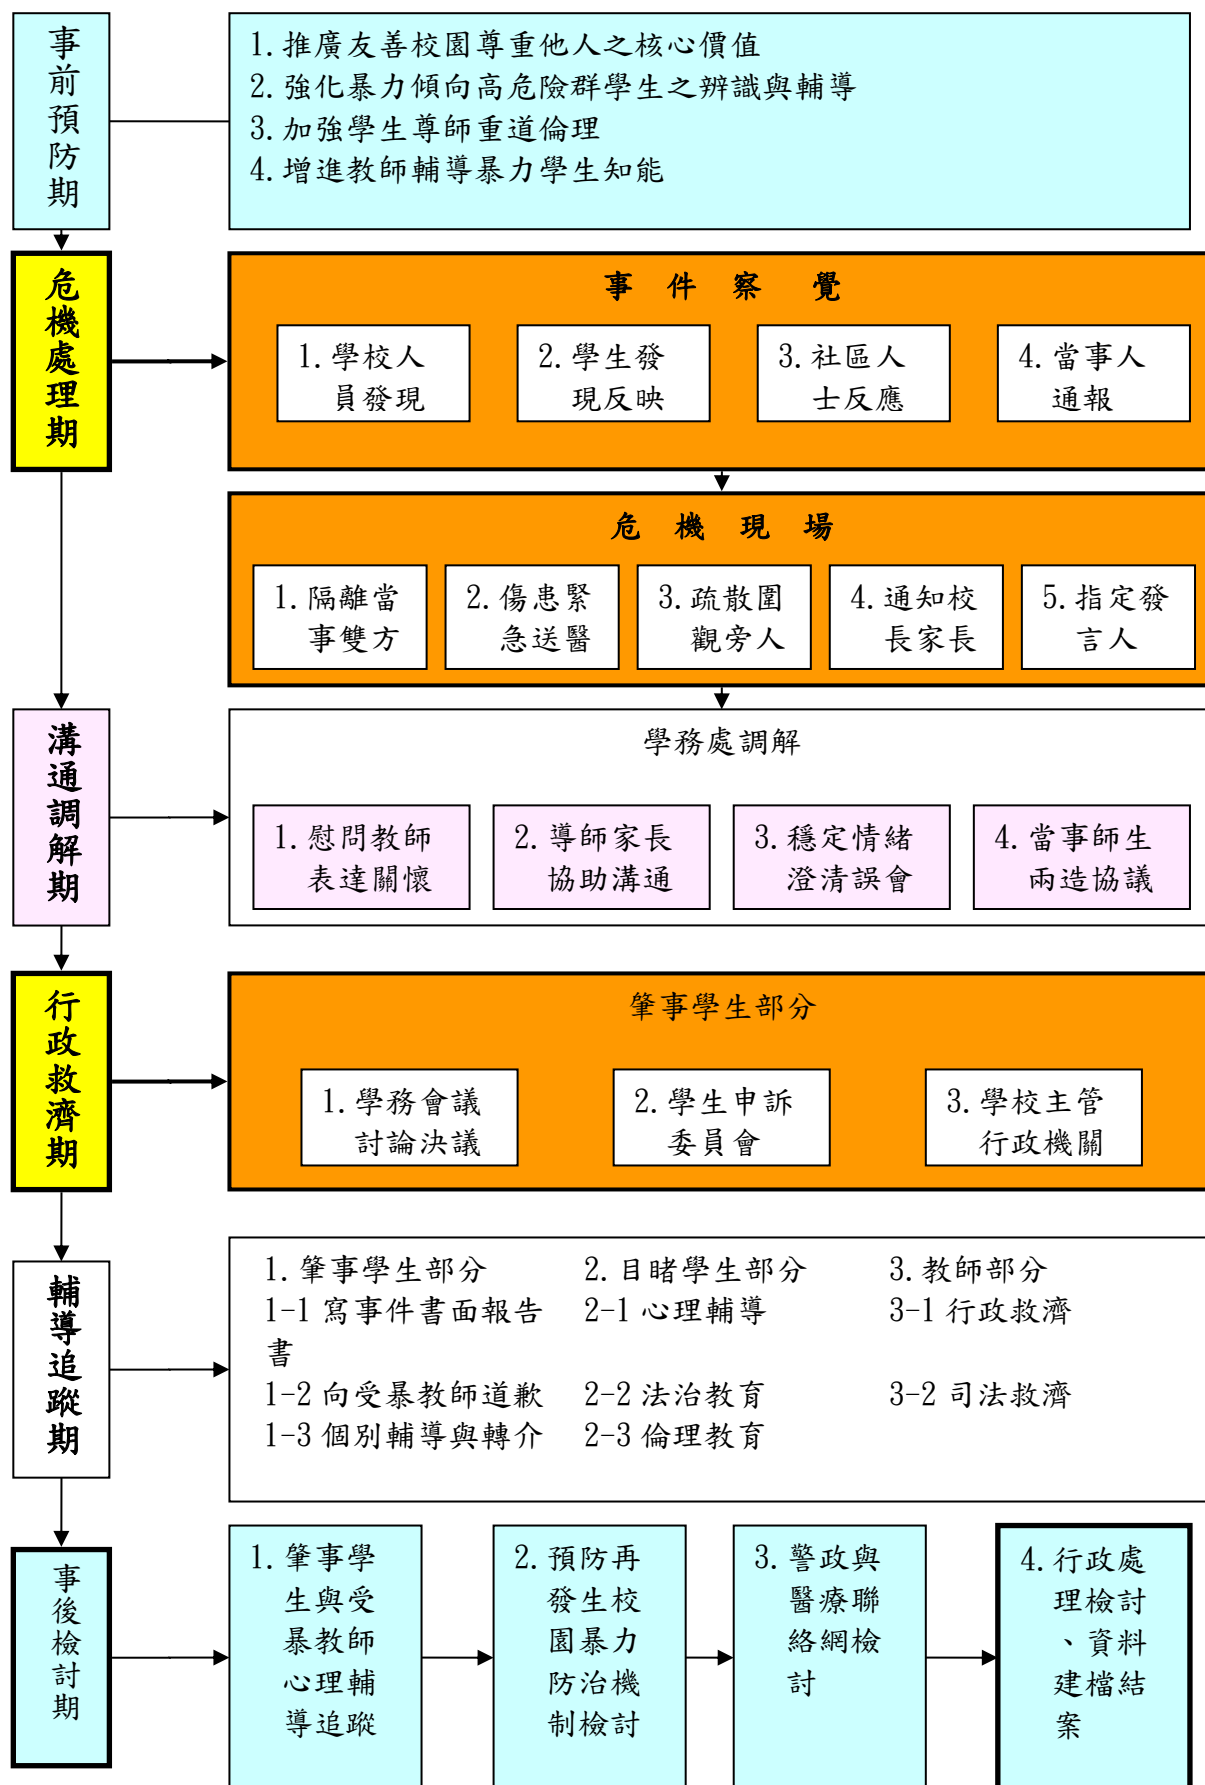 事前預防期
1.推廣友善校園尊重他人之核心價值
2.強化暴力傾向高危險群學生之辨識與輔導
3.加強學生尊師重道倫理
4.增進教師輔導暴力學生知能
危機處理期
事件察覺
1.學校人
員發現
2.學生發
現反映
3.社區人
士反應
4.當事人
通報
危機現場
1.隔離當
事雙方
2.傷患緊
急送醫
3.疏散圍
觀旁人
4.通知校
長家長
5.指定發
言人
溝通調解期
學務處調解
1.慰問教師
表達關懷
2.導師家長
協助溝通
3.穩定情緒
澄清誤會
4.當事師生
兩造協議
行政救濟期
肇事學生部分
1.學務會議
討論決議
2.學生申訴
委員會
3.學校主管
行政機關
輔導追蹤期
1.肇事學生部分
2.目睹學生部分
3.教師部分
1-1 寫事件書面報告
書
2-1 心理輔導
3-1 行政救濟
1-2 向受暴教師道歉
2-2 法治教育
3-2 司法救濟
1-3 個別輔導與轉介
2-3 倫理教育
事後檢討期
1.肇事學
生與受
暴教師
心理輔
導追蹤
2.預防再
發生校
園暴力
防治機
制檢討
3.警政與
醫療聯
絡網檢
討
4.行政處
理檢討
、資料
建檔結
案